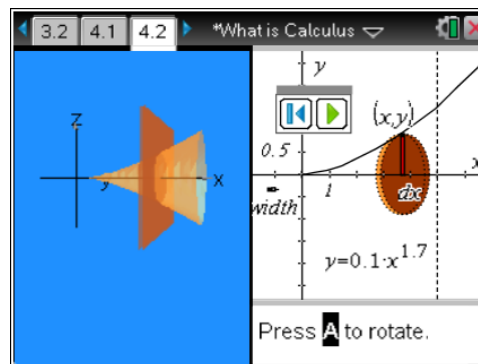 3.2 4.1 4.2 *What is Calculus
Z
y
X
y
(x,y)
0.5
x
1
width
dx
y=0.1·x^1.7
Press A to rotate.